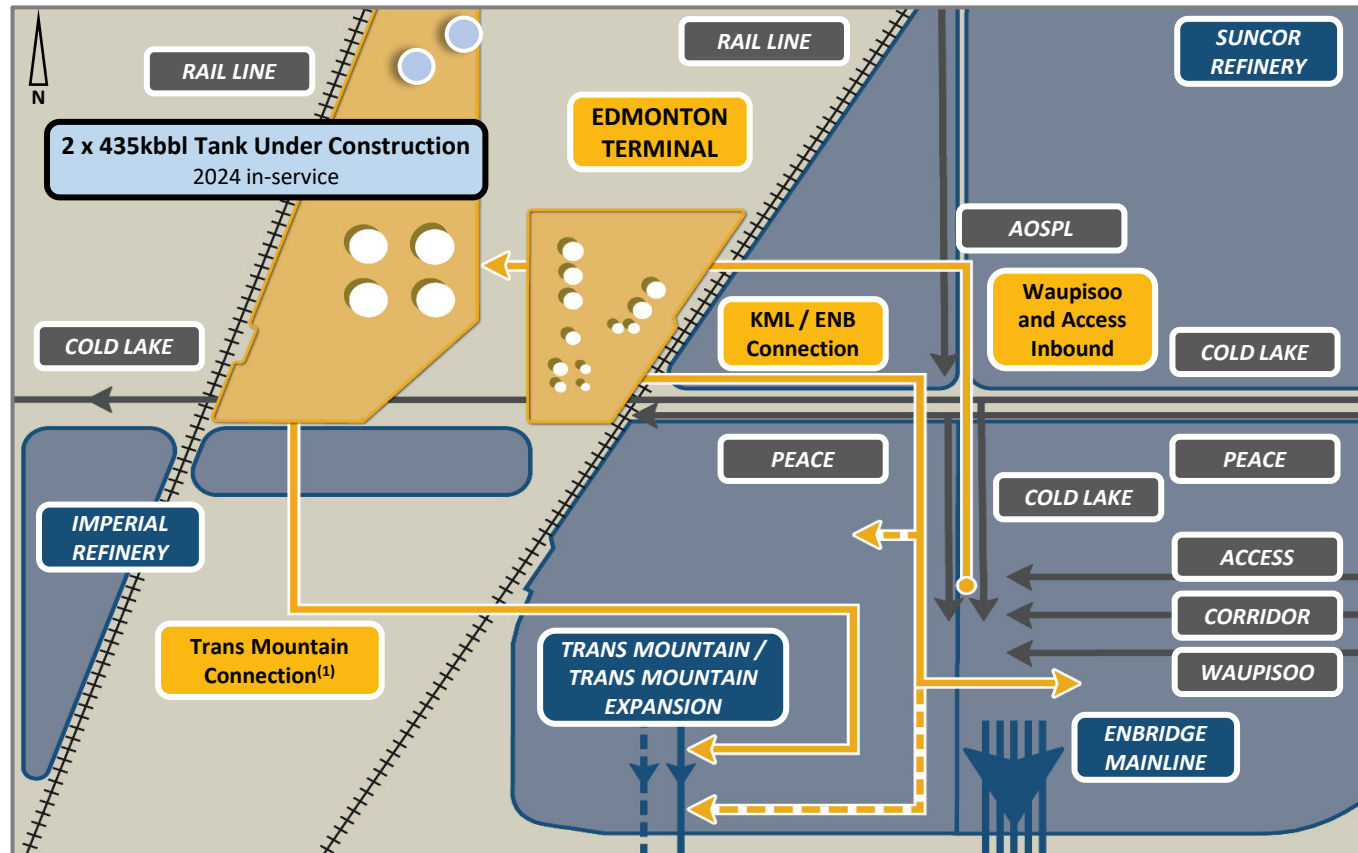 RAIL LINE
RAIL LINE
SUNCOR
REFINERY
N
2 x 435kbbl Tank Under Construction
2024 in-service
EDMONTON
TERMINAL
AOSPL
KML / ENB
Connection
Waupisoo
and Access
Inbound
COLD LAKE
COLD LAKE
PEACE
PEACE
COLD LAKE
IMPERIAL
REFINERY
ACCESS
CORRIDOR
WAUPISOO
Trans Mountain
Connection(1)
TRANS MOUNTAIN /
TRANS MOUNTAIN
EXPANSION
ENBRIDGE
MAINLINE